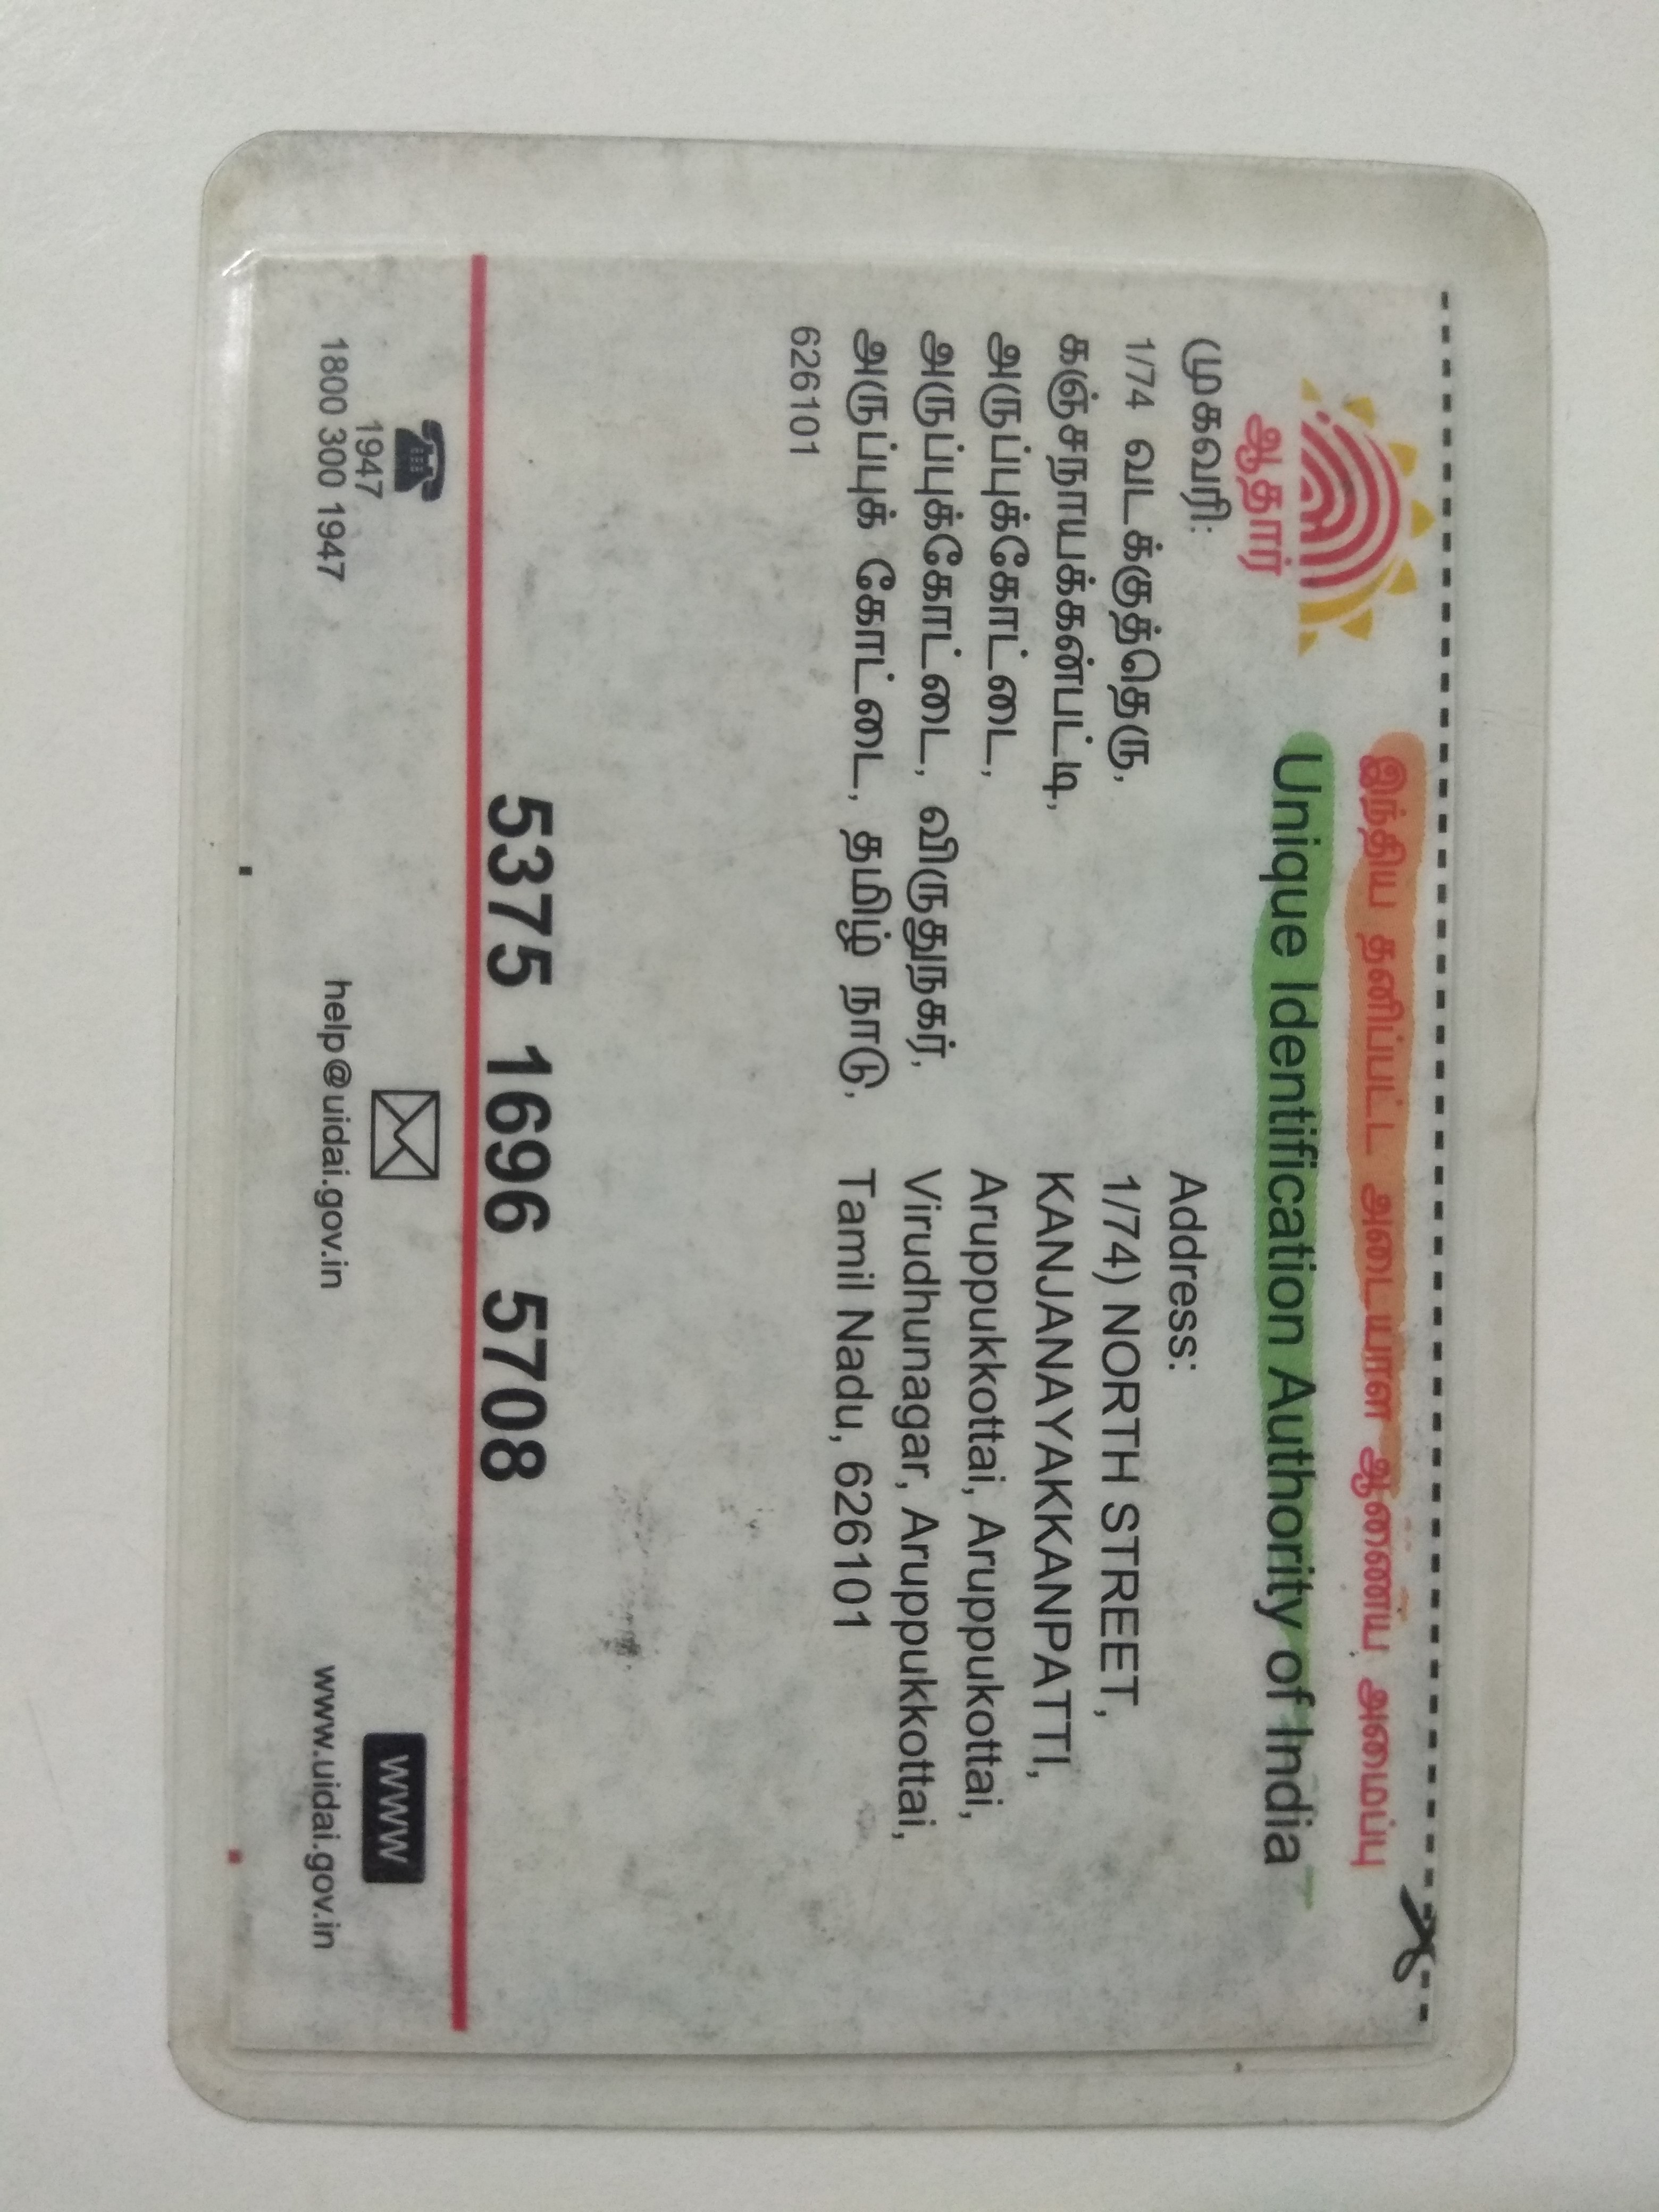 இந்திய தனிப்பட்ட அடையாள ஆணைய அமைப்பு
Unique Identification Authority of India
ஆதார்
முகவரி:
1/74 வடக்குத்தெரு,
கஞ்சநாயக்கன்பட்டி,
அருப்புக்கோட்டை,
அருப்புக்கோட்டை, விருதுநகர்,
அருப்புக் கோட்டை, தமிழ் நாடு,
626101
Address:
1/74) NORTH STREET,
KANJANAYAKKANPATTI,
Aruppukkottai, Aruppukottai,
Virudhunagar, Aruppukkottai,
Tamil Nadu, 626101
5375 1696 5708
1947
1800 300 1947
help@uidai.gov.in
WWW
www.uidai.gov.in